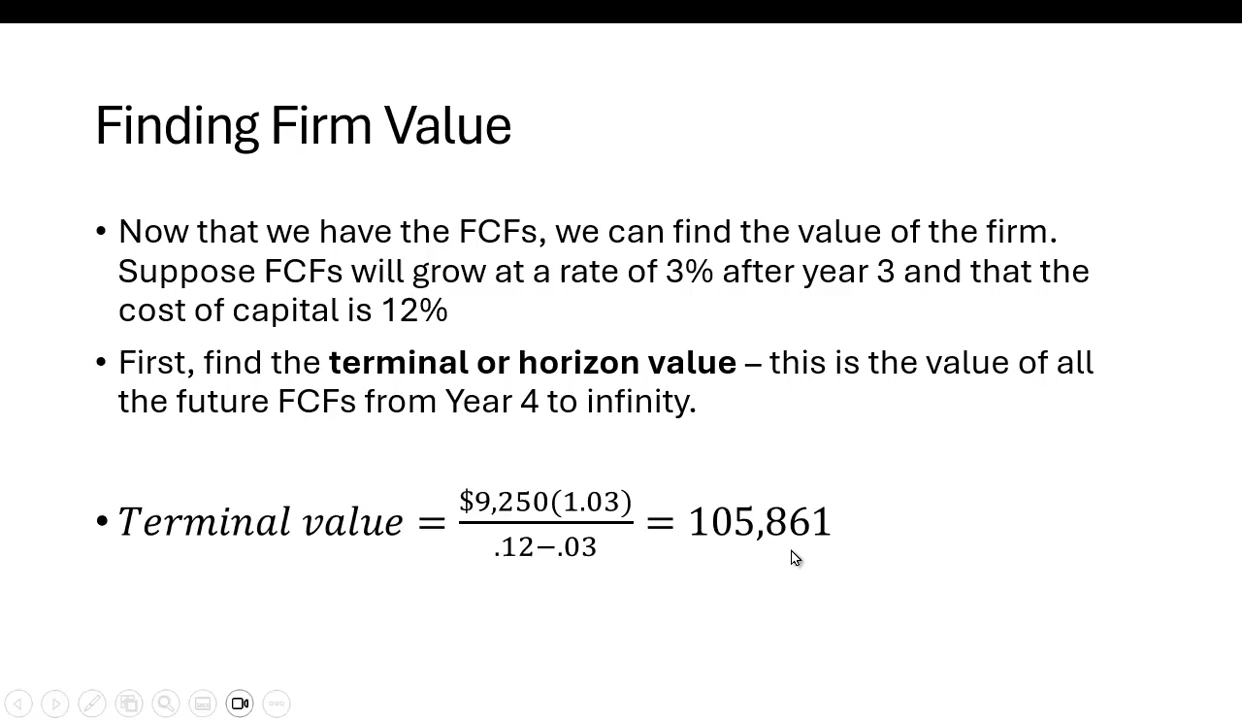 Finding Firm Value
• Now that we have the FCFs, we can find the value of the firm.
Suppose FCFs will grow at a rate of 3% after year 3 and that the
cost of capital is 12%
• First, find the terminal or horizon value – this is the value of all
the future FCFs from Year 4 to infinity.
• Terminal value = $9,250(1.03) / .12−.03 = 105,861